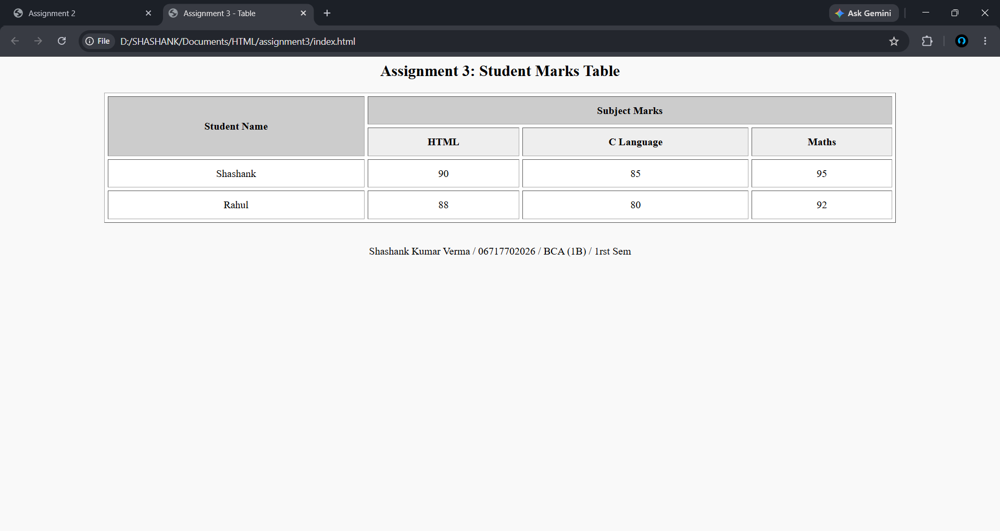 Assignment 2
Assignment 3 - Table
Ask Gemini
File D:/SHASHANK/Documents/HTML/assignment3/index.html
Assignment 3: Student Marks Table
Student Name
Subject Marks
HTML C Language Maths
Shashank 90 85 95
Rahul 88 80 92
Shashank Kumar Verma / 06717702026 / BCA (1B) / 1rst Sem